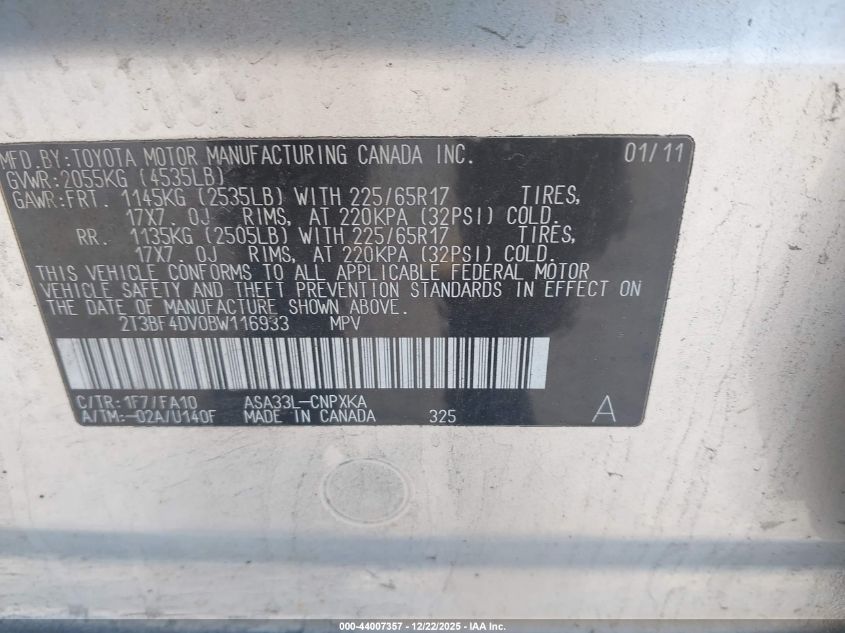 MFD.BY:TOYOTA MOTOR MANUFACTURING CANADA INC. 01/11
GVWR:2055KG (4535LB)
GAWR:FRT. 1145KG (2535LB) WITH 225/65R17 TIRES,
17X7.0J RIMS, AT 220KPA (32PSI) COLD.
RR. 1135KG (2505LB) WITH 225/65R17 TIRES,
17X7.0J RIMS, AT 220KPA (32PSI) COLD.
THIS VEHICLE CONFORMS TO ALL APPLICABLE FEDERAL MOTOR
VEHICLE SAFETY AND THEFT PREVENTION STANDARDS IN EFFECT ON
THE DATE OF MANUFACTURE SHOWN ABOVE.
2T3BF4DV0BW116933 MPV
C/TR:1F7/FA10 ASA33L-CNPXKA
A/TM:-02A/U140F MADE IN CANADA 325 A
000-44007357 - 12/22/2025 - IAA Inc.